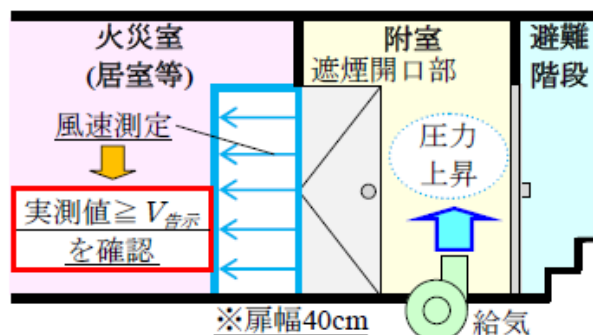 火災室
(居室等)
附室
遮煙開口部
避難
階段
風速測定
圧力
上昇
実測値≧V告示
を確認
※扉幅40cm
給気